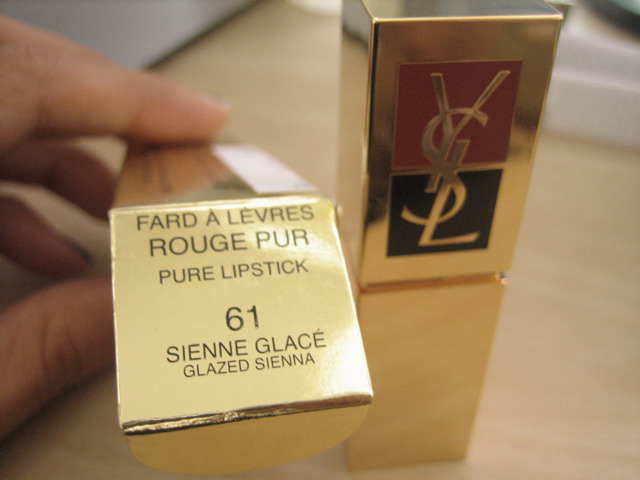 FARD À LÈVRES
ROUGE PUR
PURE LIPSTICK
61
SIENNE GLACÉ
GLAZED SIENNA
YSL